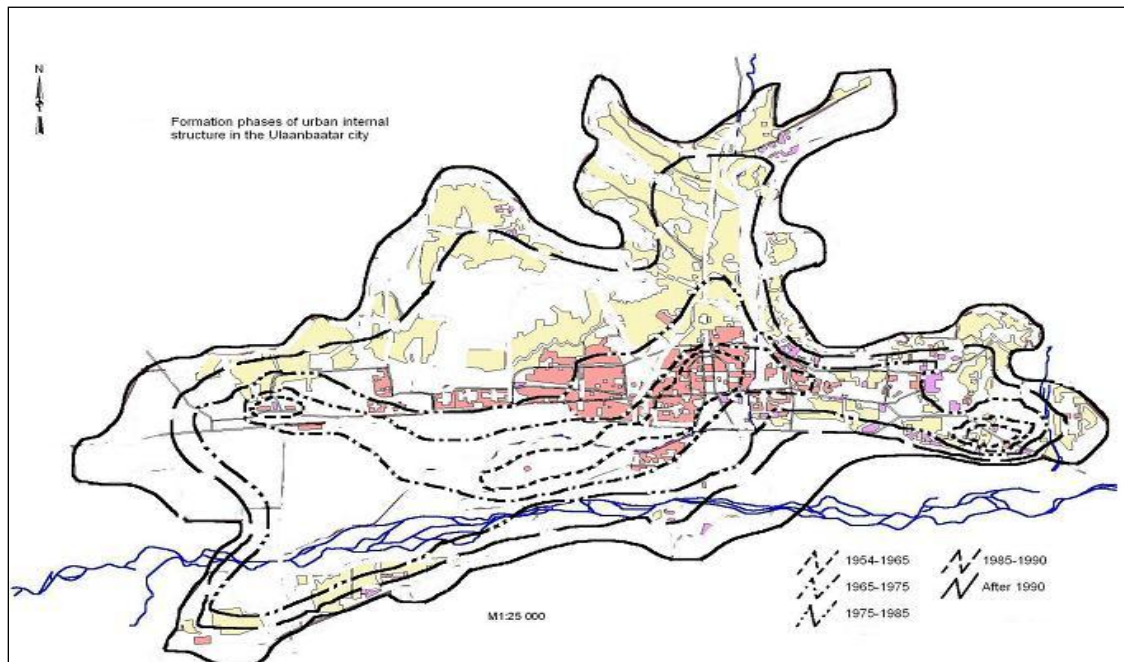 N
Formation phases of urban internal
structure in the Ulaanbaatar city
1954-1965
1985-1990
1965-1975
After 1990
1975-1985
M1:25 000